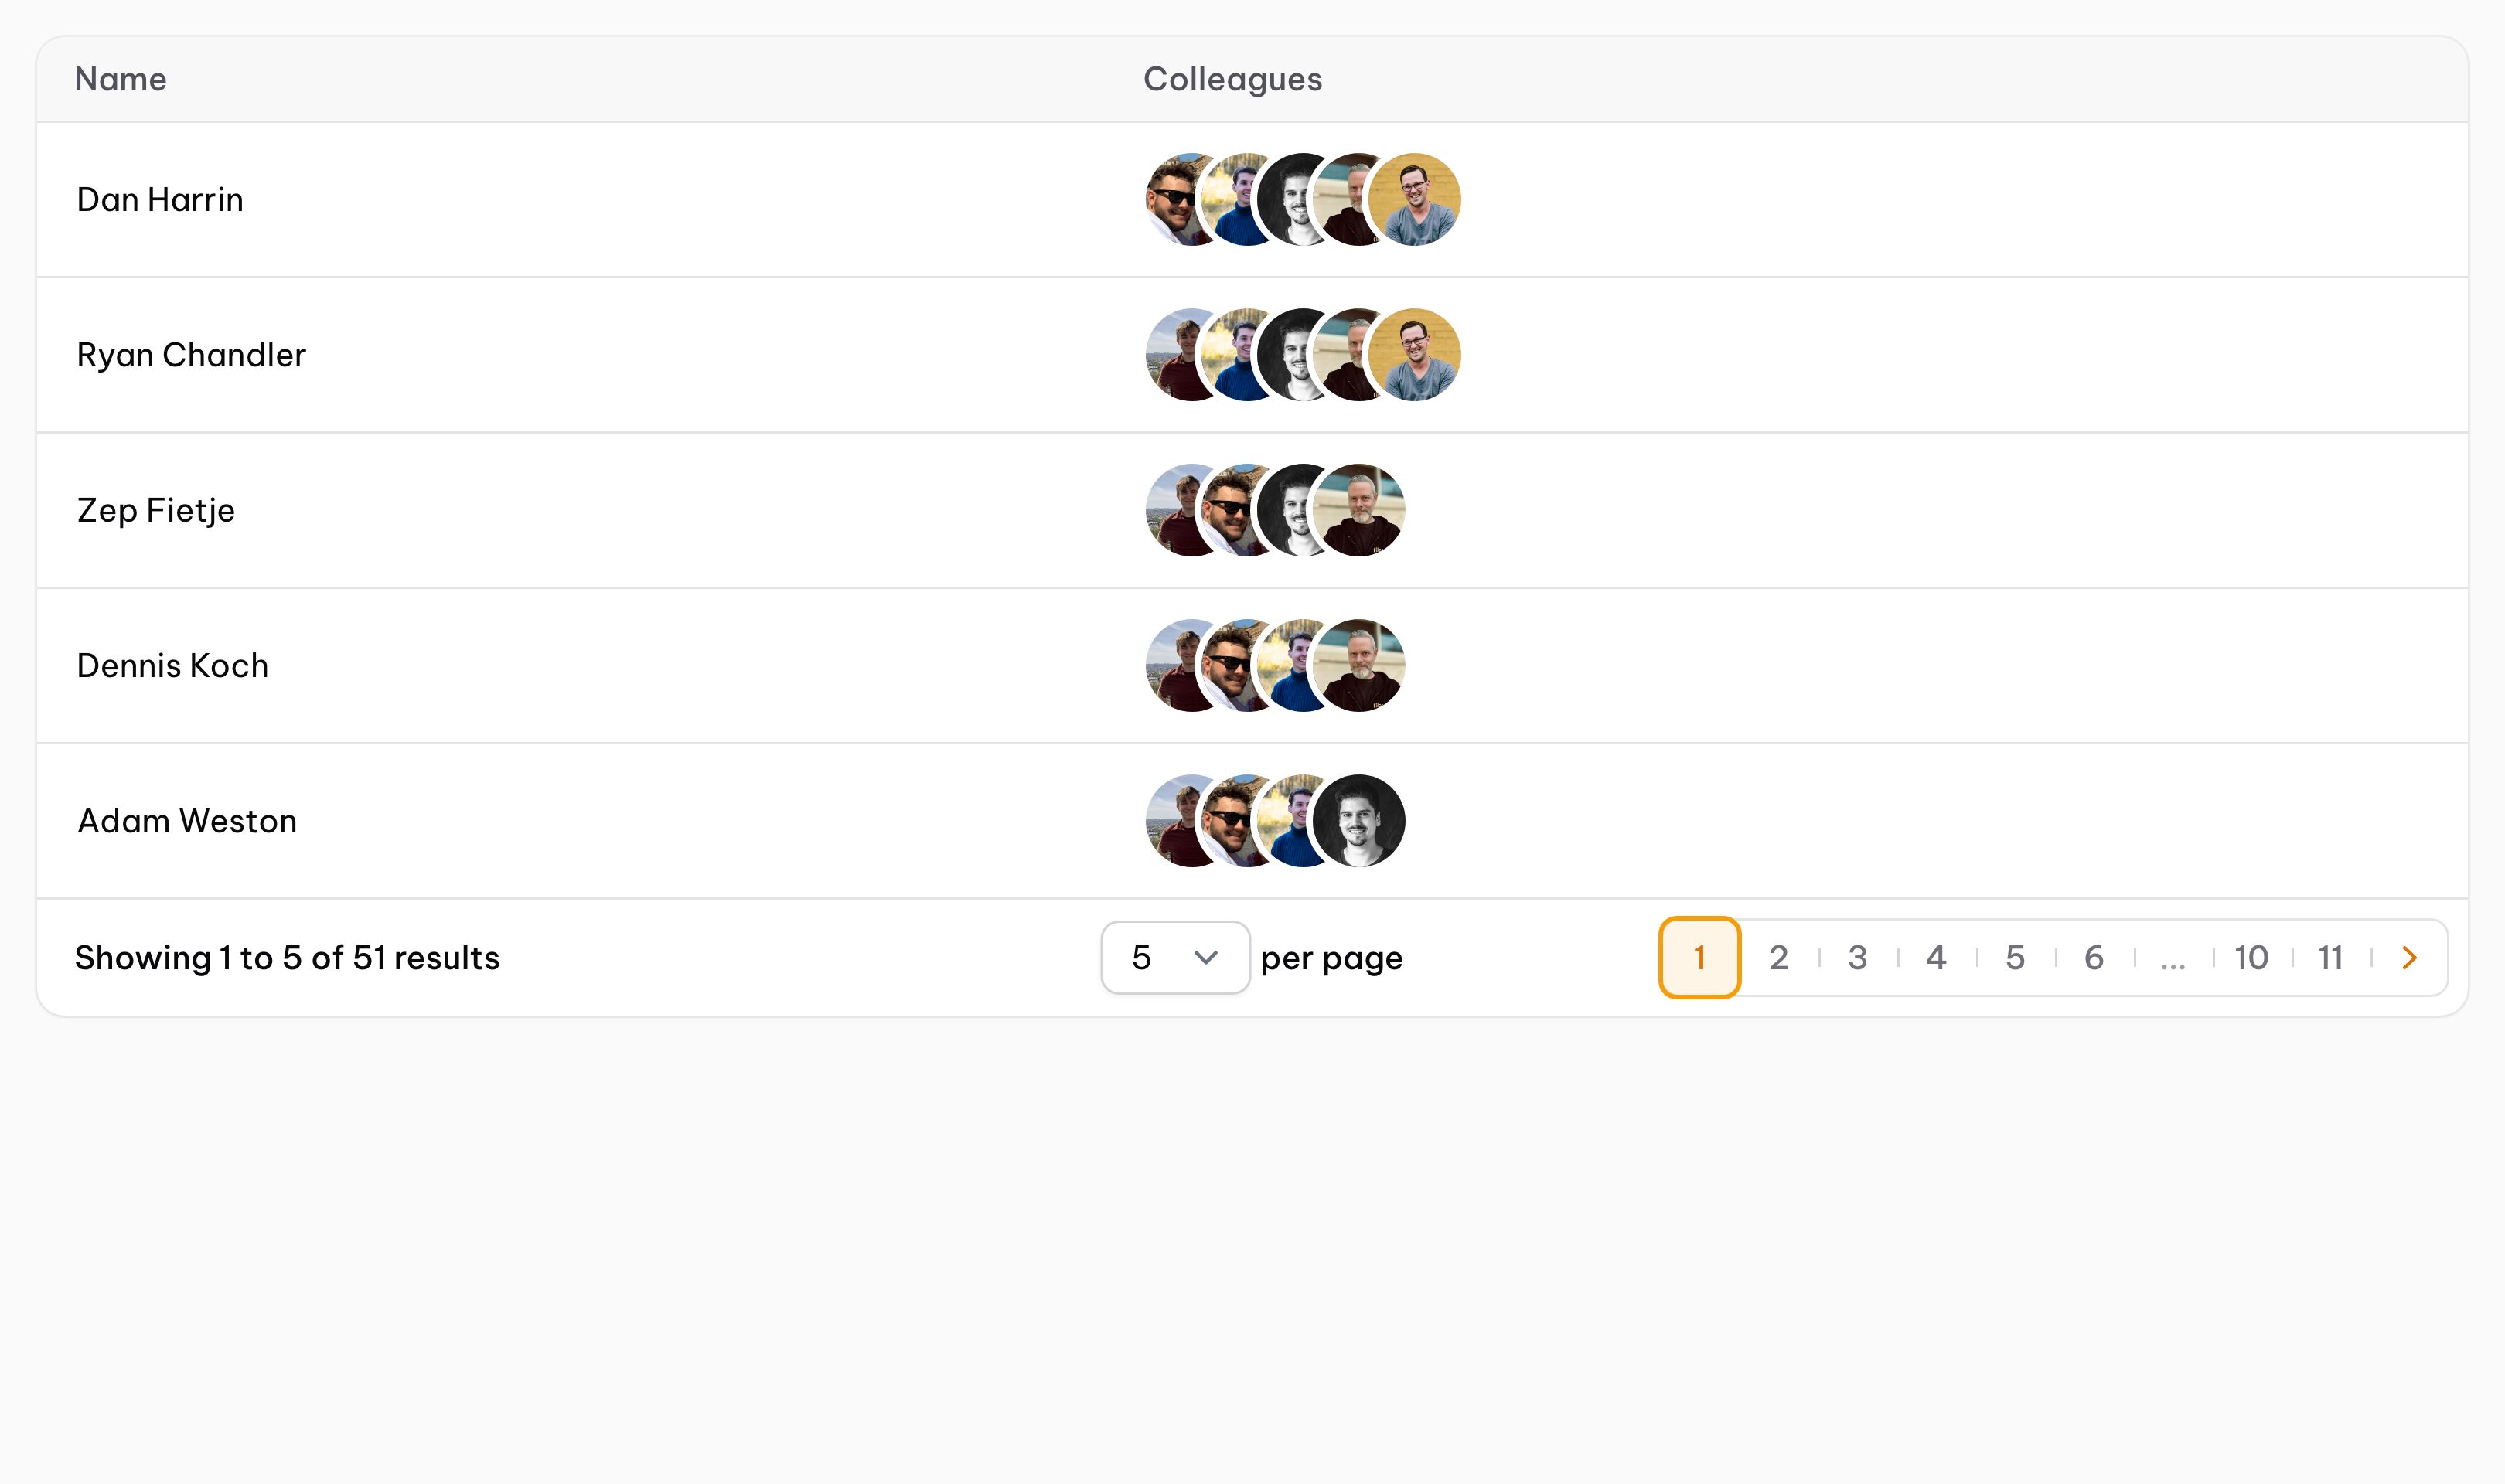 Name Colleagues
Dan Harrin
Ryan Chandler
Zep Fietje
Dennis Koch
Adam Weston
Showing 1 to 5 of 51 results 5 per page 1 2 3 4 5 6 ... 10 11